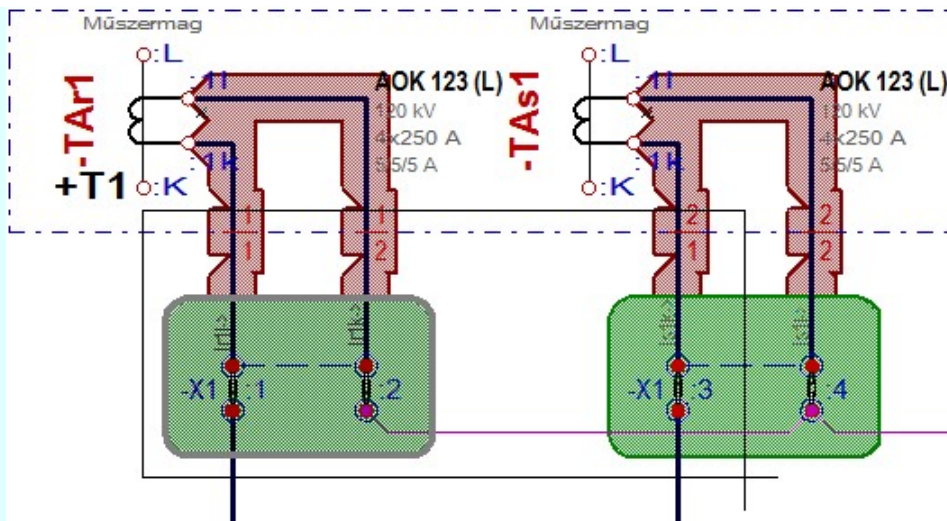 Műszermag
Műszermag
:L
:L
:1l
:1l
AOK 123 (L)
AOK 123 (L)
120 kV
120 kV
4x250 A
4x250 A
5/5/5 A
5/5/5 A
-TAr1
-TAs1
:1k
:1k
+T1
:K
:K
1
1
2
2
1
2
1
2
-X1
:1
:2
-X1
:3
:4